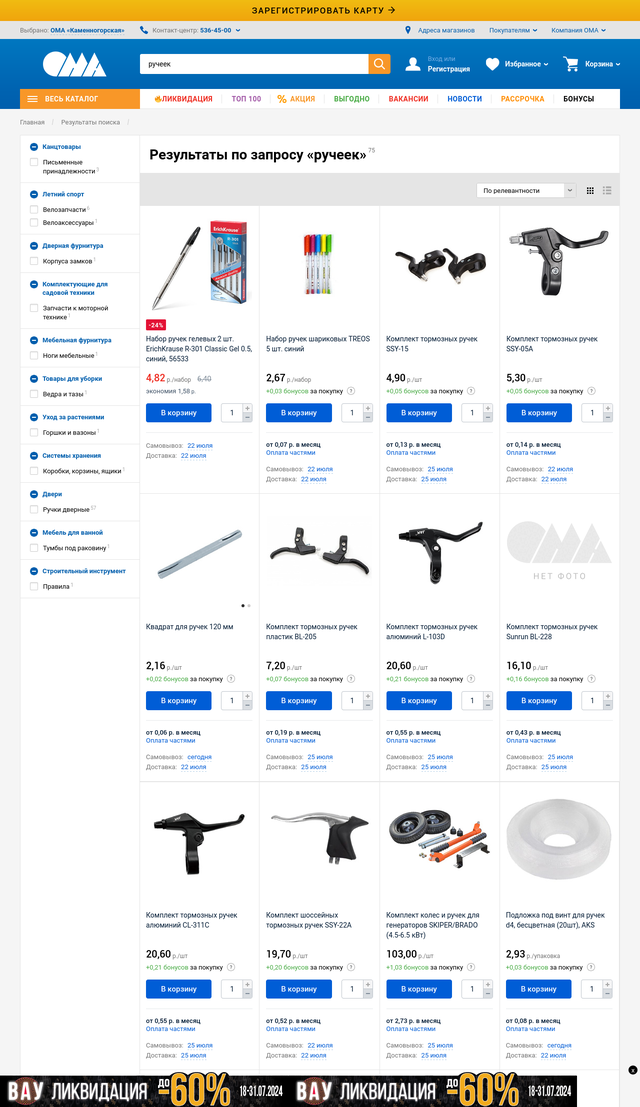 ЗАРЕГИСТРИРОВАТЬ КАРТУ →
Выбрано: ОМА «Каменногорская»
Контакт-центр: 536-45-00
Адреса магазинов
Покупателям
Компания ОМА
ОМА
ручеек
Вход или
Регистрация
Избранное
Корзина
ВЕСЬ КАТАЛОГ
ЛИКВИДАЦИЯ
ТОП 100
% АКЦИЯ
ВЫГОДНО
ВАКАНСИИ
НОВОСТИ
РАССРОЧКА
БОНУСЫ
Главная / Результаты поиска /
Канцтовары
Письменные
принадлежности
Летний спорт
Велозапчасти
Велоаксессуары
Дверная фурнитура
Корпуса замков
Комплектующие для
садовой техники
Запчасти к моторной
технике
Мебельная фурнитура
Ноги мебельные
Товары для уборки
Ведра и тазы
Уход за растениями
Горшки и вазоны
Системы хранения
Коробки, корзины, ящики
Двери
Ручки дверные
Мебель для ванной
Тумбы под раковину
Строительный инструмент
Правила
Результаты по запросу «ручеек» 75
По релевантности
-24%
Набор ручек гелевых 2 шт.
ErichKrause R-301 Classic Gel 0.5,
синий, 56533
4,82 р./набор 6,40
экономия 1,58 р.
В корзину 1
Самовывоз: 22 июля
Доставка: 22 июля
Набор ручек шариковых TREOS
5 шт. синий
2,67 р./набор
+0,03 бонусов за покупку
В корзину 1
от 0,07 р. в месяц
Оплата частями
Самовывоз: 22 июля
Доставка: 22 июля
Комплект тормозных ручек
SSY-15
4,90 р./шт
+0,05 бонусов за покупку
В корзину 1
от 0,13 р. в месяц
Оплата частями
Самовывоз: 25 июля
Доставка: 25 июля
Комплект тормозных ручек
SSY-05A
5,30 р./шт
+0,05 бонусов за покупку
В корзину 1
от 0,14 р. в месяц
Оплата частями
Самовывоз: 22 июля
Доставка: 22 июля
Квадрат для ручек 120 мм
2,16 р./шт
+0,02 бонусов за покупку
В корзину 1
от 0,06 р. в месяц
Оплата частями
Самовывоз: сегодня
Доставка: 22 июля
Комплект тормозных ручек
пластик BL-205
7,20 р./шт
+0,07 бонусов за покупку
В корзину 1
от 0,19 р. в месяц
Оплата частями
Самовывоз: 25 июля
Доставка: 25 июля
Комплект тормозных ручек
алюминий L-103D
20,60 р./шт
+0,21 бонусов за покупку
В корзину 1
от 0,55 р. в месяц
Оплата частями
Самовывоз: 25 июля
Доставка: 25 июля
ОМА
НЕТ ФОТО
Комплект тормозных ручек
Sunrun BL-228
16,10 р./шт
+0,16 бонусов за покупку
В корзину 1
от 0,43 р. в месяц
Оплата частями
Самовывоз: 25 июля
Доставка: 25 июля
Комплект тормозных ручек
алюминий CL-311C
20,60 р./шт
+0,21 бонусов за покупку
В корзину 1
от 0,55 р. в месяц
Оплата частями
Самовывоз: 25 июля
Доставка: 25 июля
Комплект шоссейных
тормозных ручек SSY-22A
19,70 р./шт
+0,20 бонусов за покупку
В корзину 1
от 0,52 р. в месяц
Оплата частями
Самовывоз: 22 июля
Доставка: 22 июля
Комплект колес и ручек для
генераторов SKIPER/BRADO
(4.5-6.5 кВт)
103,00 р./шт
+1,03 бонусов за покупку
В корзину 1
от 2,73 р. в месяц
Оплата частями
Самовывоз: 25 июля
Доставка: 25 июля
Подложка под винт для ручек
d4, бесцветная (20шт), AKS
2,93 р./упаковка
+0,03 бонусов за покупку
В корзину 1
от 0,08 р. в месяц
Оплата частями
Самовывоз: сегодня
Доставка: 22 июля
ВАУ ЛИКВИДАЦИЯ до -60% 18-31.07.2024 ВАУ ЛИКВИДАЦИЯ до -60% 18-31.07.2024